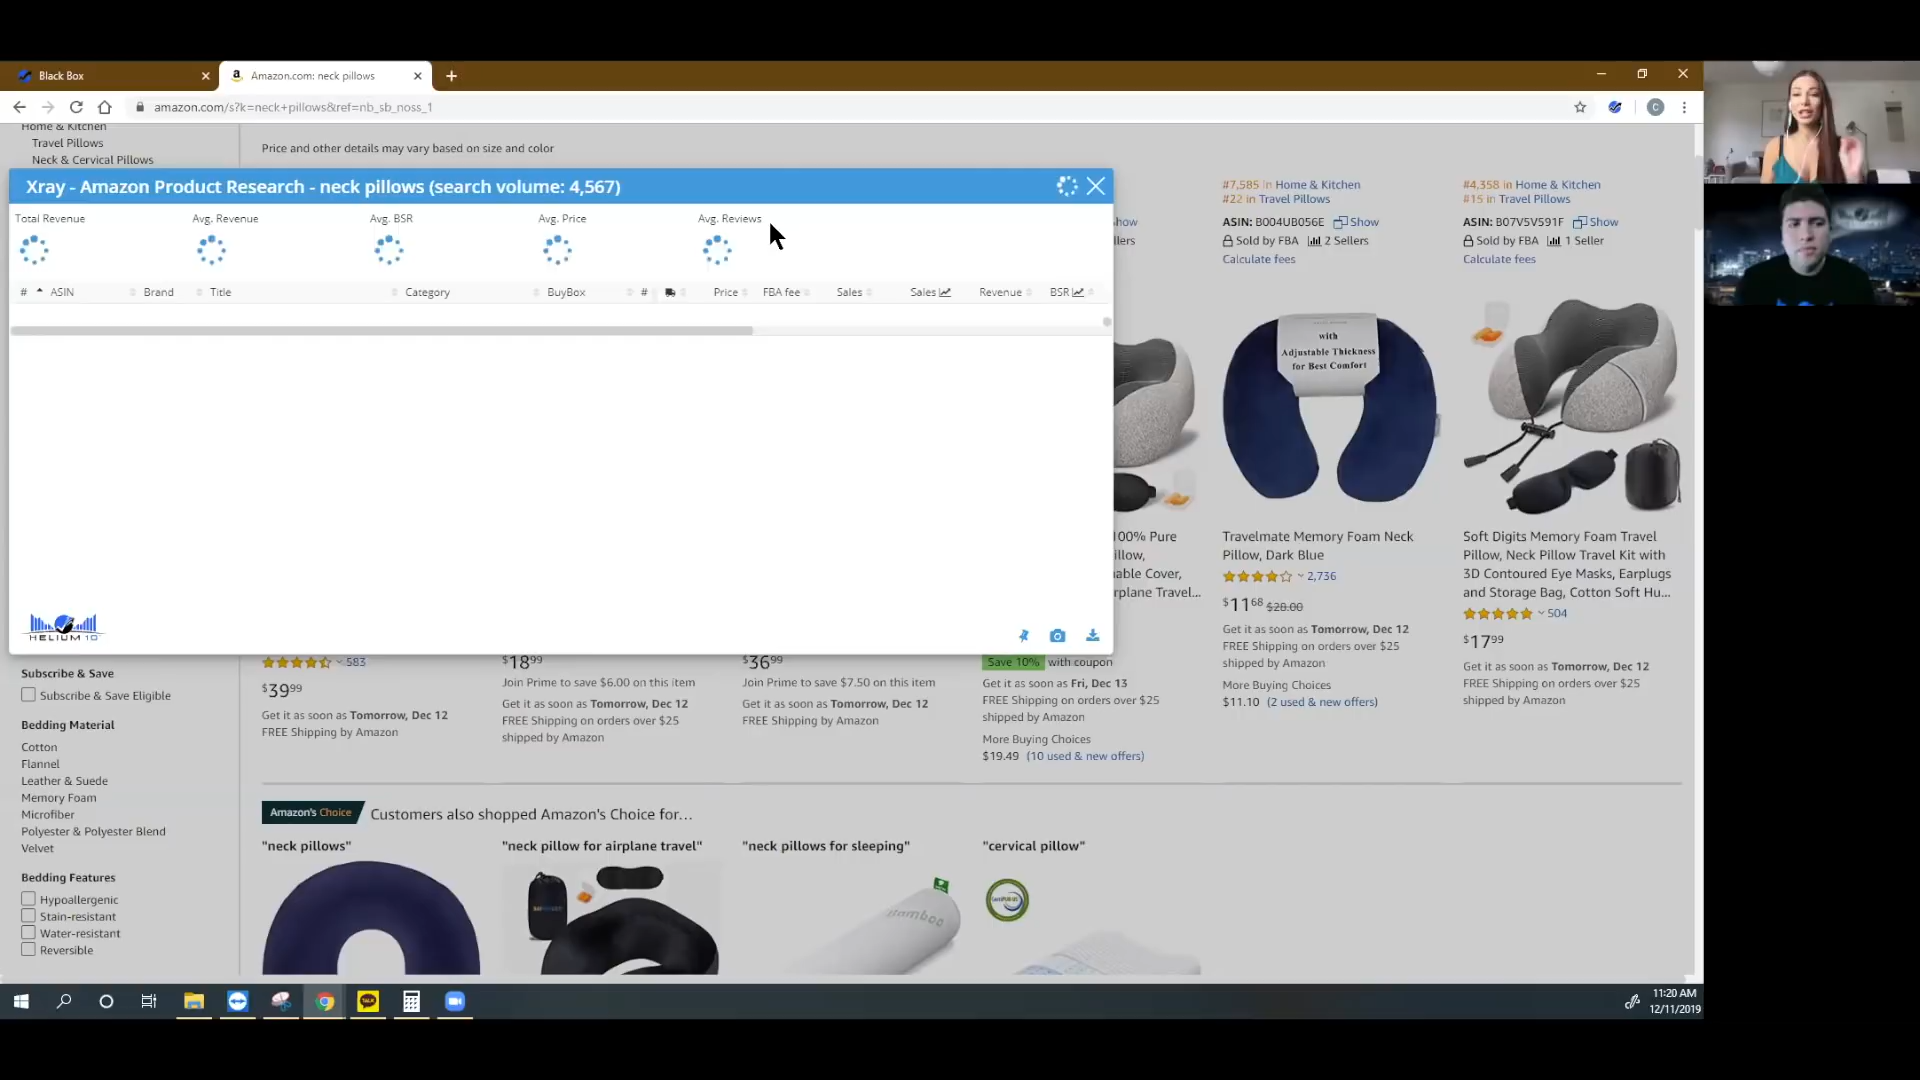 Black Box
Amazon.com: neck pillows
amazon.com/s?k=neck+pillows&ref=nb_sb_noss_1
C
Home & Kitchen
Travel Pillows
Neck & Cervical Pillows
Price and other details may vary based on size and color
Xray - Amazon Product Research - neck pillows (search volume: 4,567)
Total Revenue
Avg. Revenue
Avg. BSR
Avg. Price
Avg. Reviews
# ASIN Brand Title Category BuyBox # Price FBA fee Sales Sales Revenue BSR
HELIUM 10
#7,585 in Home & Kitchen
#22 in Travel Pillows
ASIN: B004UB056E Show
Sold by FBA 2 Sellers
Calculate fees
#4,358 in Home & Kitchen
#15 in Travel Pillows
ASIN: B07V5V591F Show
Sold by FBA 1 Seller
Calculate fees
with
Adjustable Thickness
for Best Comfort
100% Pure
Travel...
Travelmate Memory Foam Neck
Pillow, Dark Blue
2,736
$11.68 $28.00
Get it as soon as Tomorrow, Dec 12
FREE Shipping on orders over $25
shipped by Amazon
More Buying Choices
$11.10 (2 used & new offers)
Soft Digits Memory Foam Travel
Pillow, Neck Pillow Travel Kit with
3D Contoured Eye Masks, Earplugs
and Storage Bag, Cotton Soft Hu...
504
$17.99
Get it as soon as Tomorrow, Dec 12
FREE Shipping on orders over $25
shipped by Amazon
583
$39.99
Get it as soon as Tomorrow, Dec 12
FREE Shipping by Amazon
$18.99
Join Prime to save $6.00 on this item
Get it as soon as Tomorrow, Dec 12
FREE Shipping on orders over $25
shipped by Amazon
$36.99
Join Prime to save $7.50 on this item
Get it as soon as Tomorrow, Dec 12
FREE Shipping by Amazon
Save 10% with coupon
Get it as soon as Fri, Dec 13
FREE Shipping on orders over $25
shipped by Amazon
More Buying Choices
$19.49 (10 used & new offers)
Subscribe & Save
Subscribe & Save Eligible
Bedding Material
Cotton
Flannel
Leather & Suede
Memory Foam
Microfiber
Polyester & Polyester Blend
Velvet
Bedding Features
Hypoallergenic
Stain-resistant
Water-resistant
Reversible
Amazon's Choice Customers also shopped Amazon's Choice for...
"neck pillows"
"neck pillow for airplane travel"
"neck pillows for sleeping"
"cervical pillow"
Bamboo
TALK
11:20 AM
12/11/2019